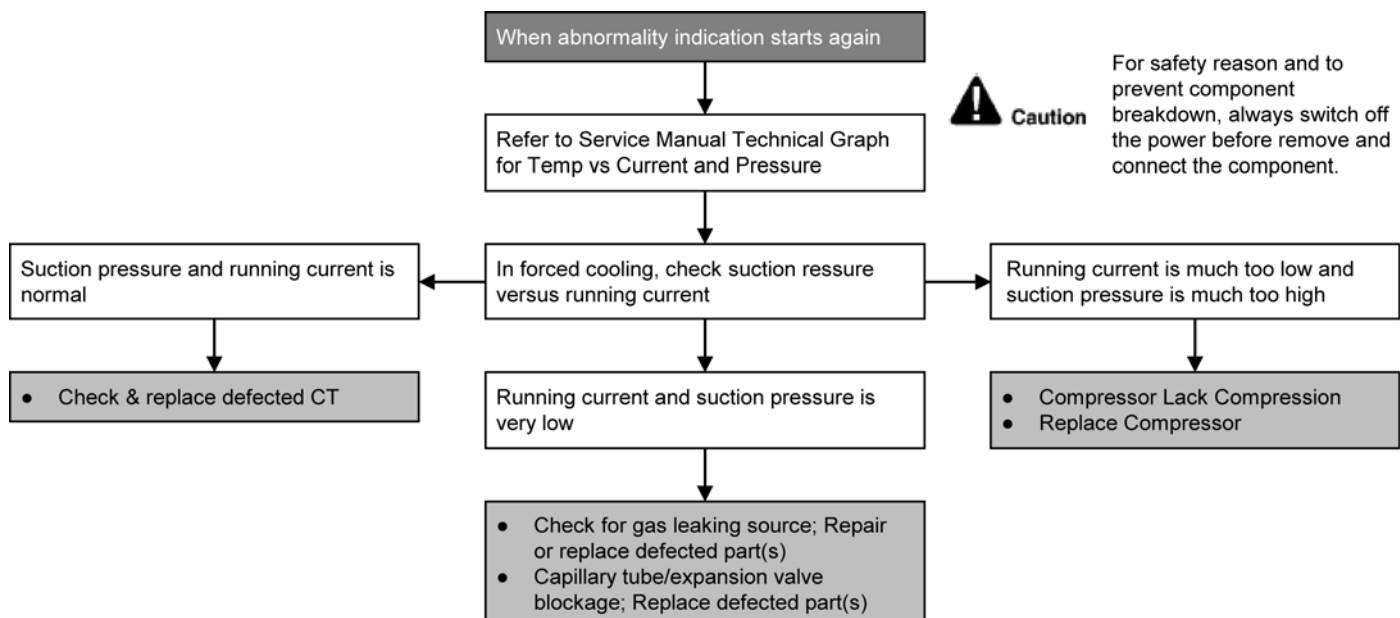 When abnormality indication starts again
For safety reason and to
prevent component
breakdown, always switch off
the power before remove and
connect the component.
Caution
Refer to Service Manual Technical Graph
for Temp vs Current and Pressure
Suction pressure and running current is
normal
In forced cooling, check suction ressure
versus running current
Running current is much too low and
suction pressure is much too high
● Check & replace defected CT
Running current and suction pressure is
very low
● Compressor Lack Compression
● Replace Compressor
● Check for gas leaking source; Repair
or replace defected part(s)
● Capillary tube/expansion valve
blockage; Replace defected part(s)